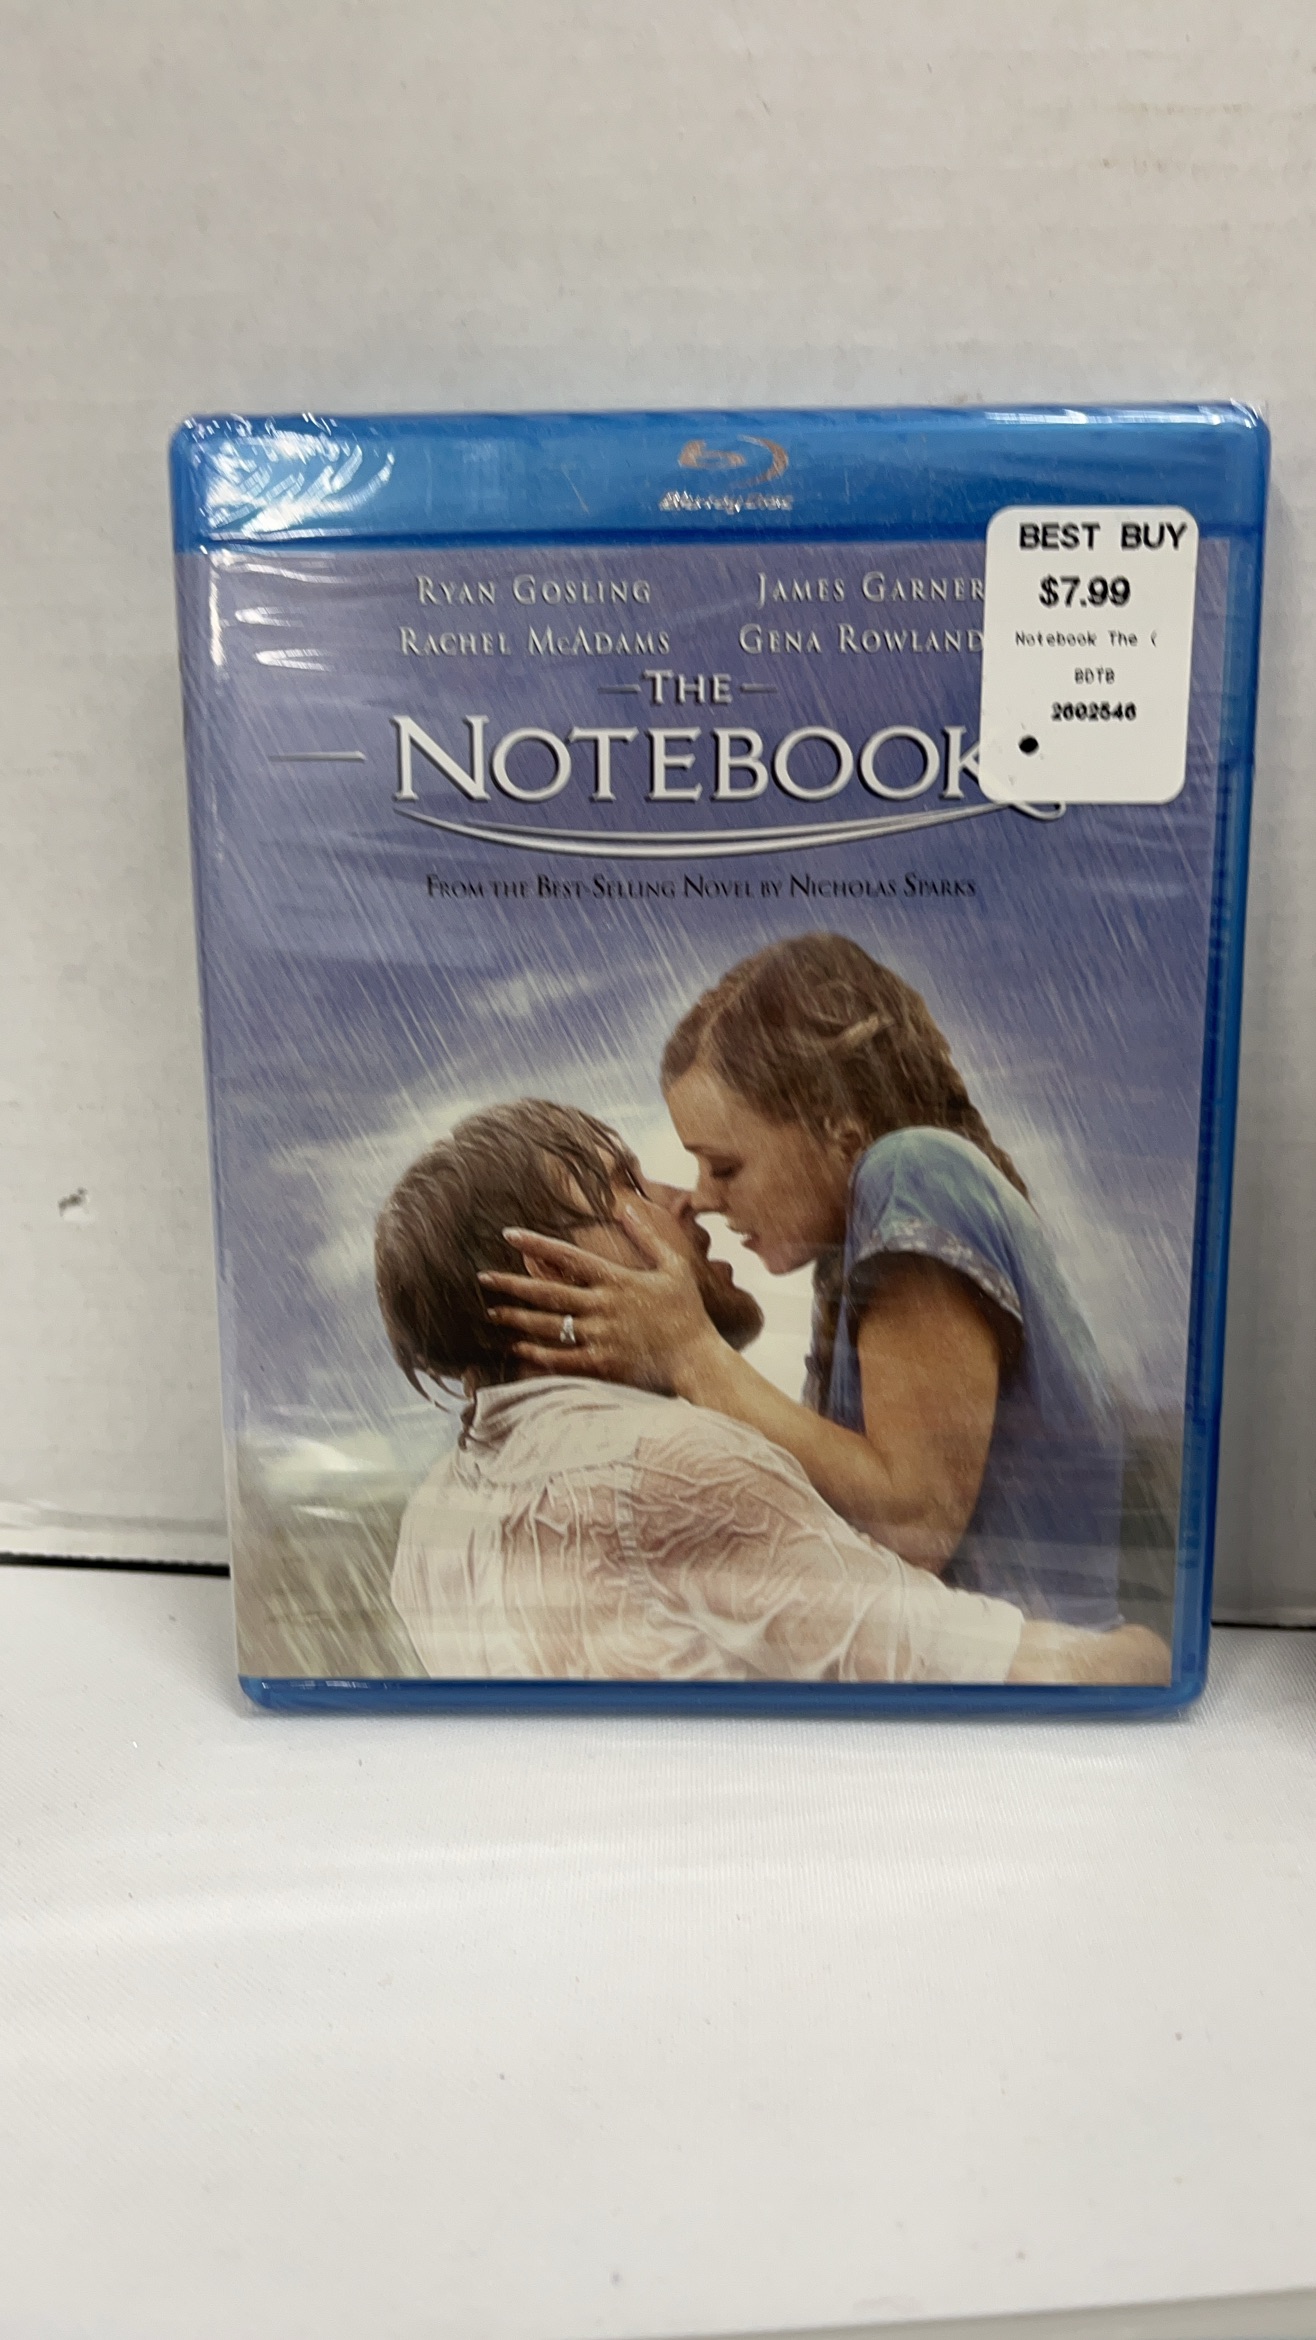 Blu-ray Disc
BEST BUY
$7.99
Notebook The (
BDTB
2602546
RYAN GOSLING JAMES GARNER
RACHEL McADAMS GENA ROWLAND
THE
NOTEBOOK
FROM THE BEST-SELLING NOVEL BY NICHOLAS SPARKS